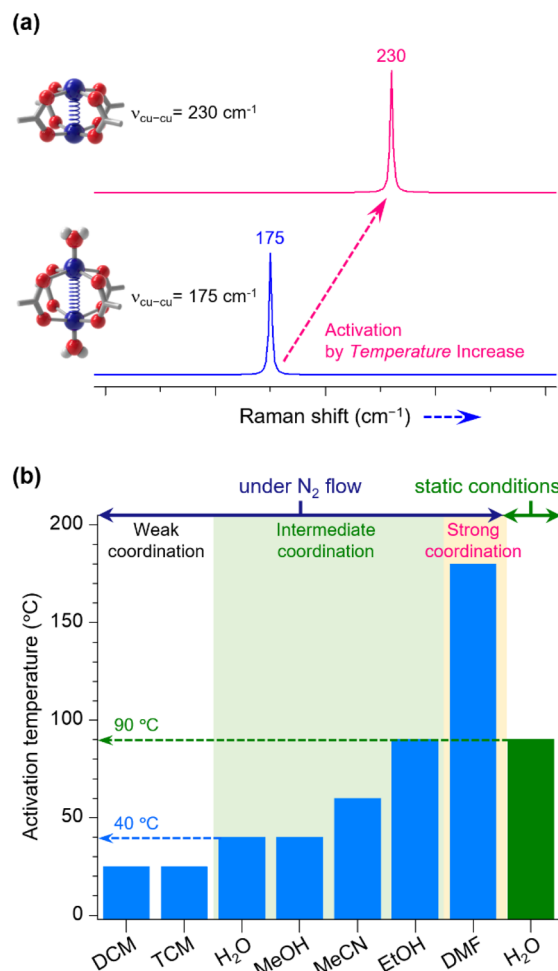 (a)
230
νcu−cu= 230 cm⁻¹
175
νcu−cu= 175 cm⁻¹
Activation
by Temperature Increase
Raman shift (cm⁻¹)
(b)
under N₂ flow
static conditions
200
Weak
coordination
Intermediate
coordination
Strong
coordination
150
100
90 °C
50
40 °C
0
Activation temperature (°C)
DCM
TCM
H₂O
MeOH
MeCN
EtOH
DMF
H₂O